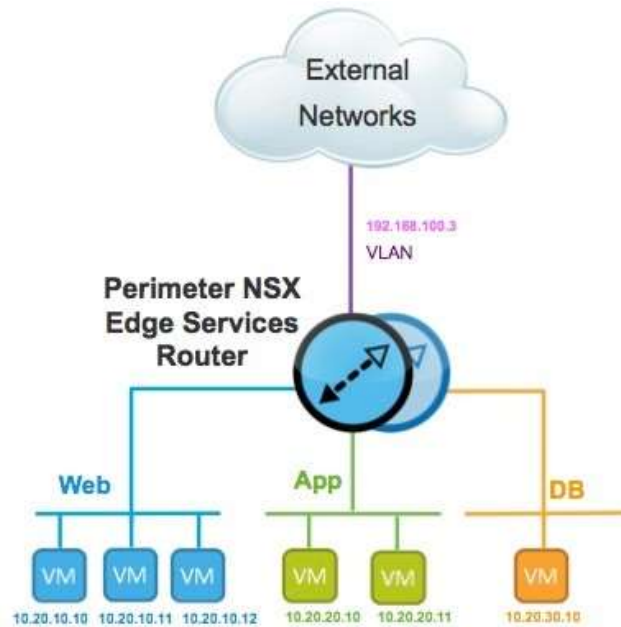 External
Networks
192.168.100.3
VLAN
Perimeter NSX
Edge Services
Router
Web
App
DB
VM VM VM VM VM VM
10.20.10.10 10.20.10.11 10.20.10.12 10.20.20.10 10.20.20.11 10.20.30.10